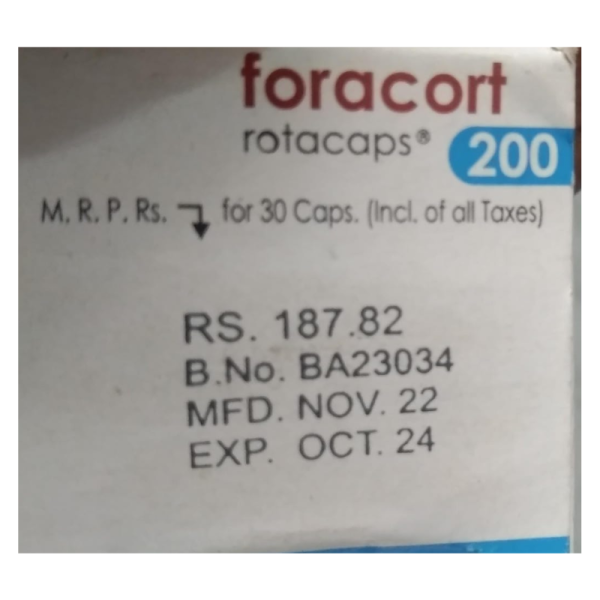 foracort
rotacaps® 200
M. R. P. Rs. for 30 Caps. (Incl. of all Taxes)
RS. 187.82
B.No. BA23034
MFD. NOV. 22
EXP. OCT. 24